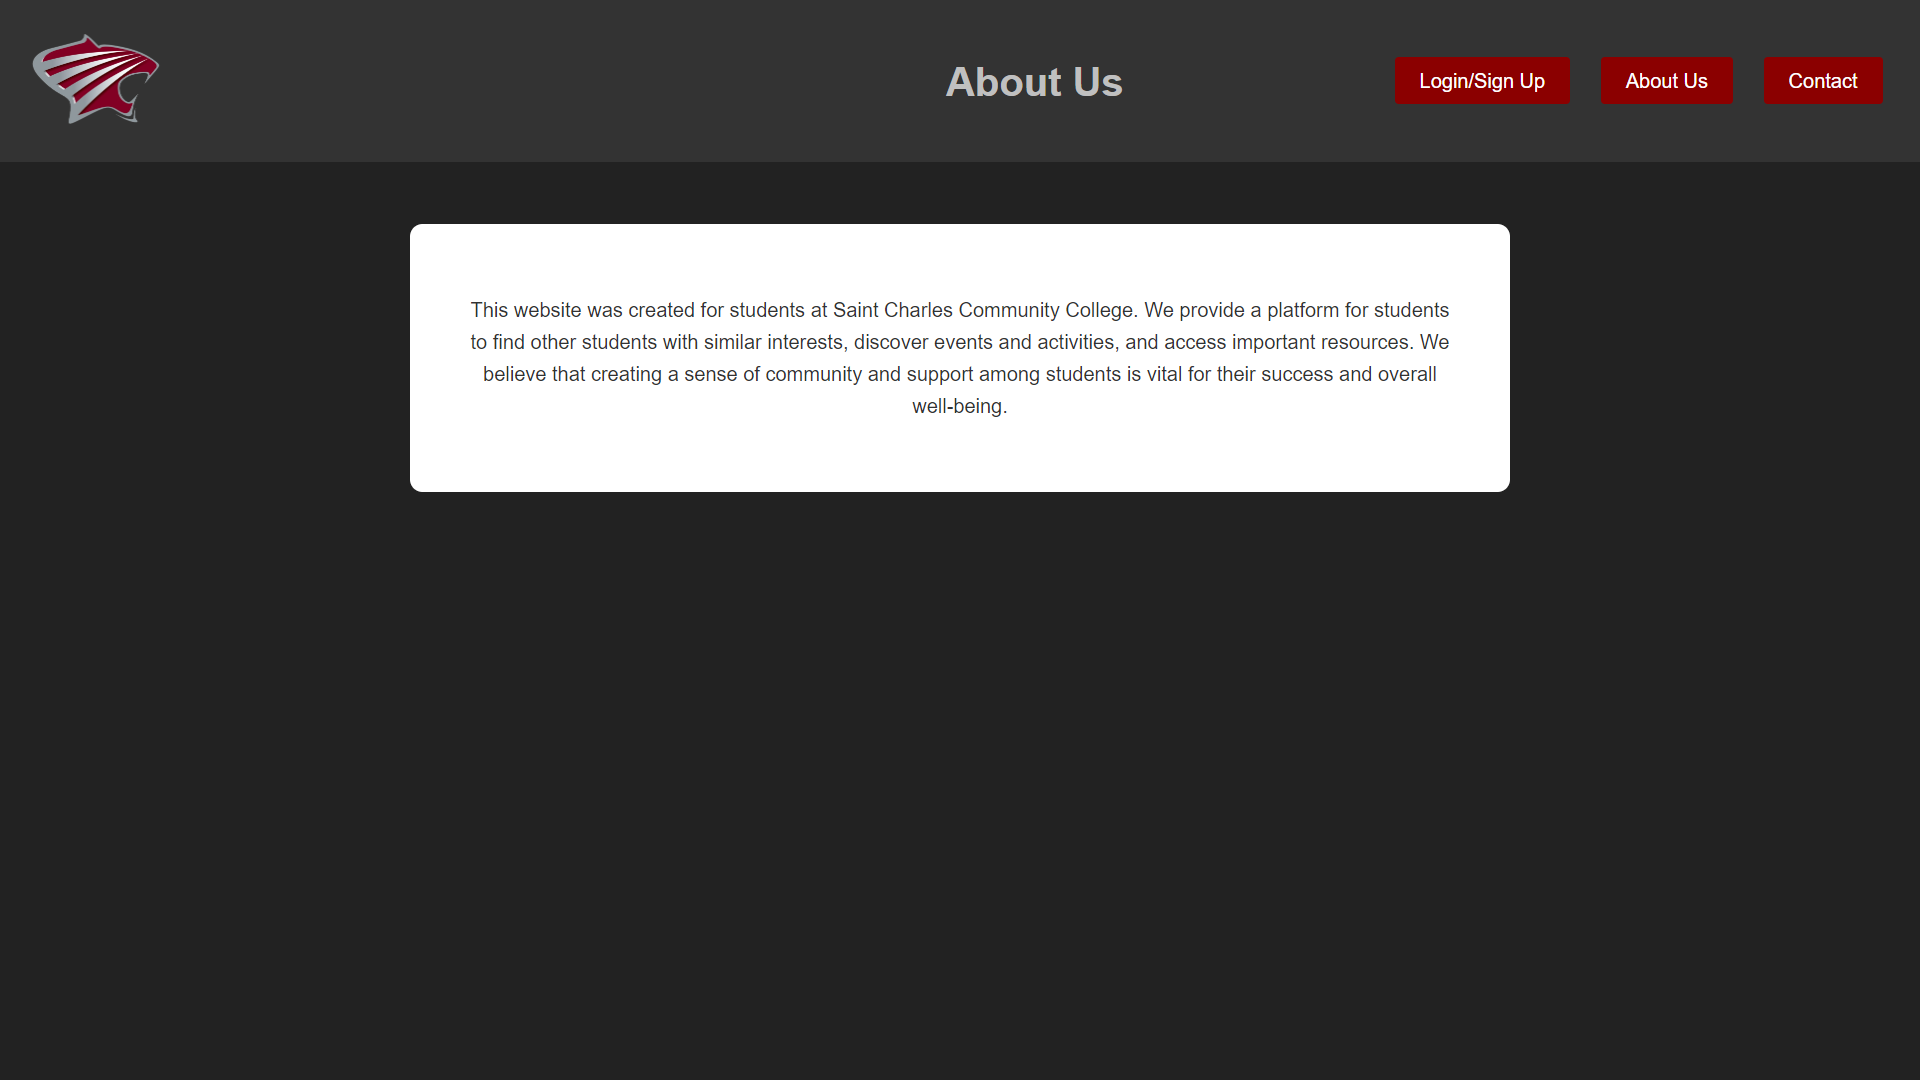 About Us
Login/Sign Up
About Us
Contact
This website was created for students at Saint Charles Community College. We provide a platform for students
to find other students with similar interests, discover events and activities, and access important resources. We
believe that creating a sense of community and support among students is vital for their success and overall
well-being.